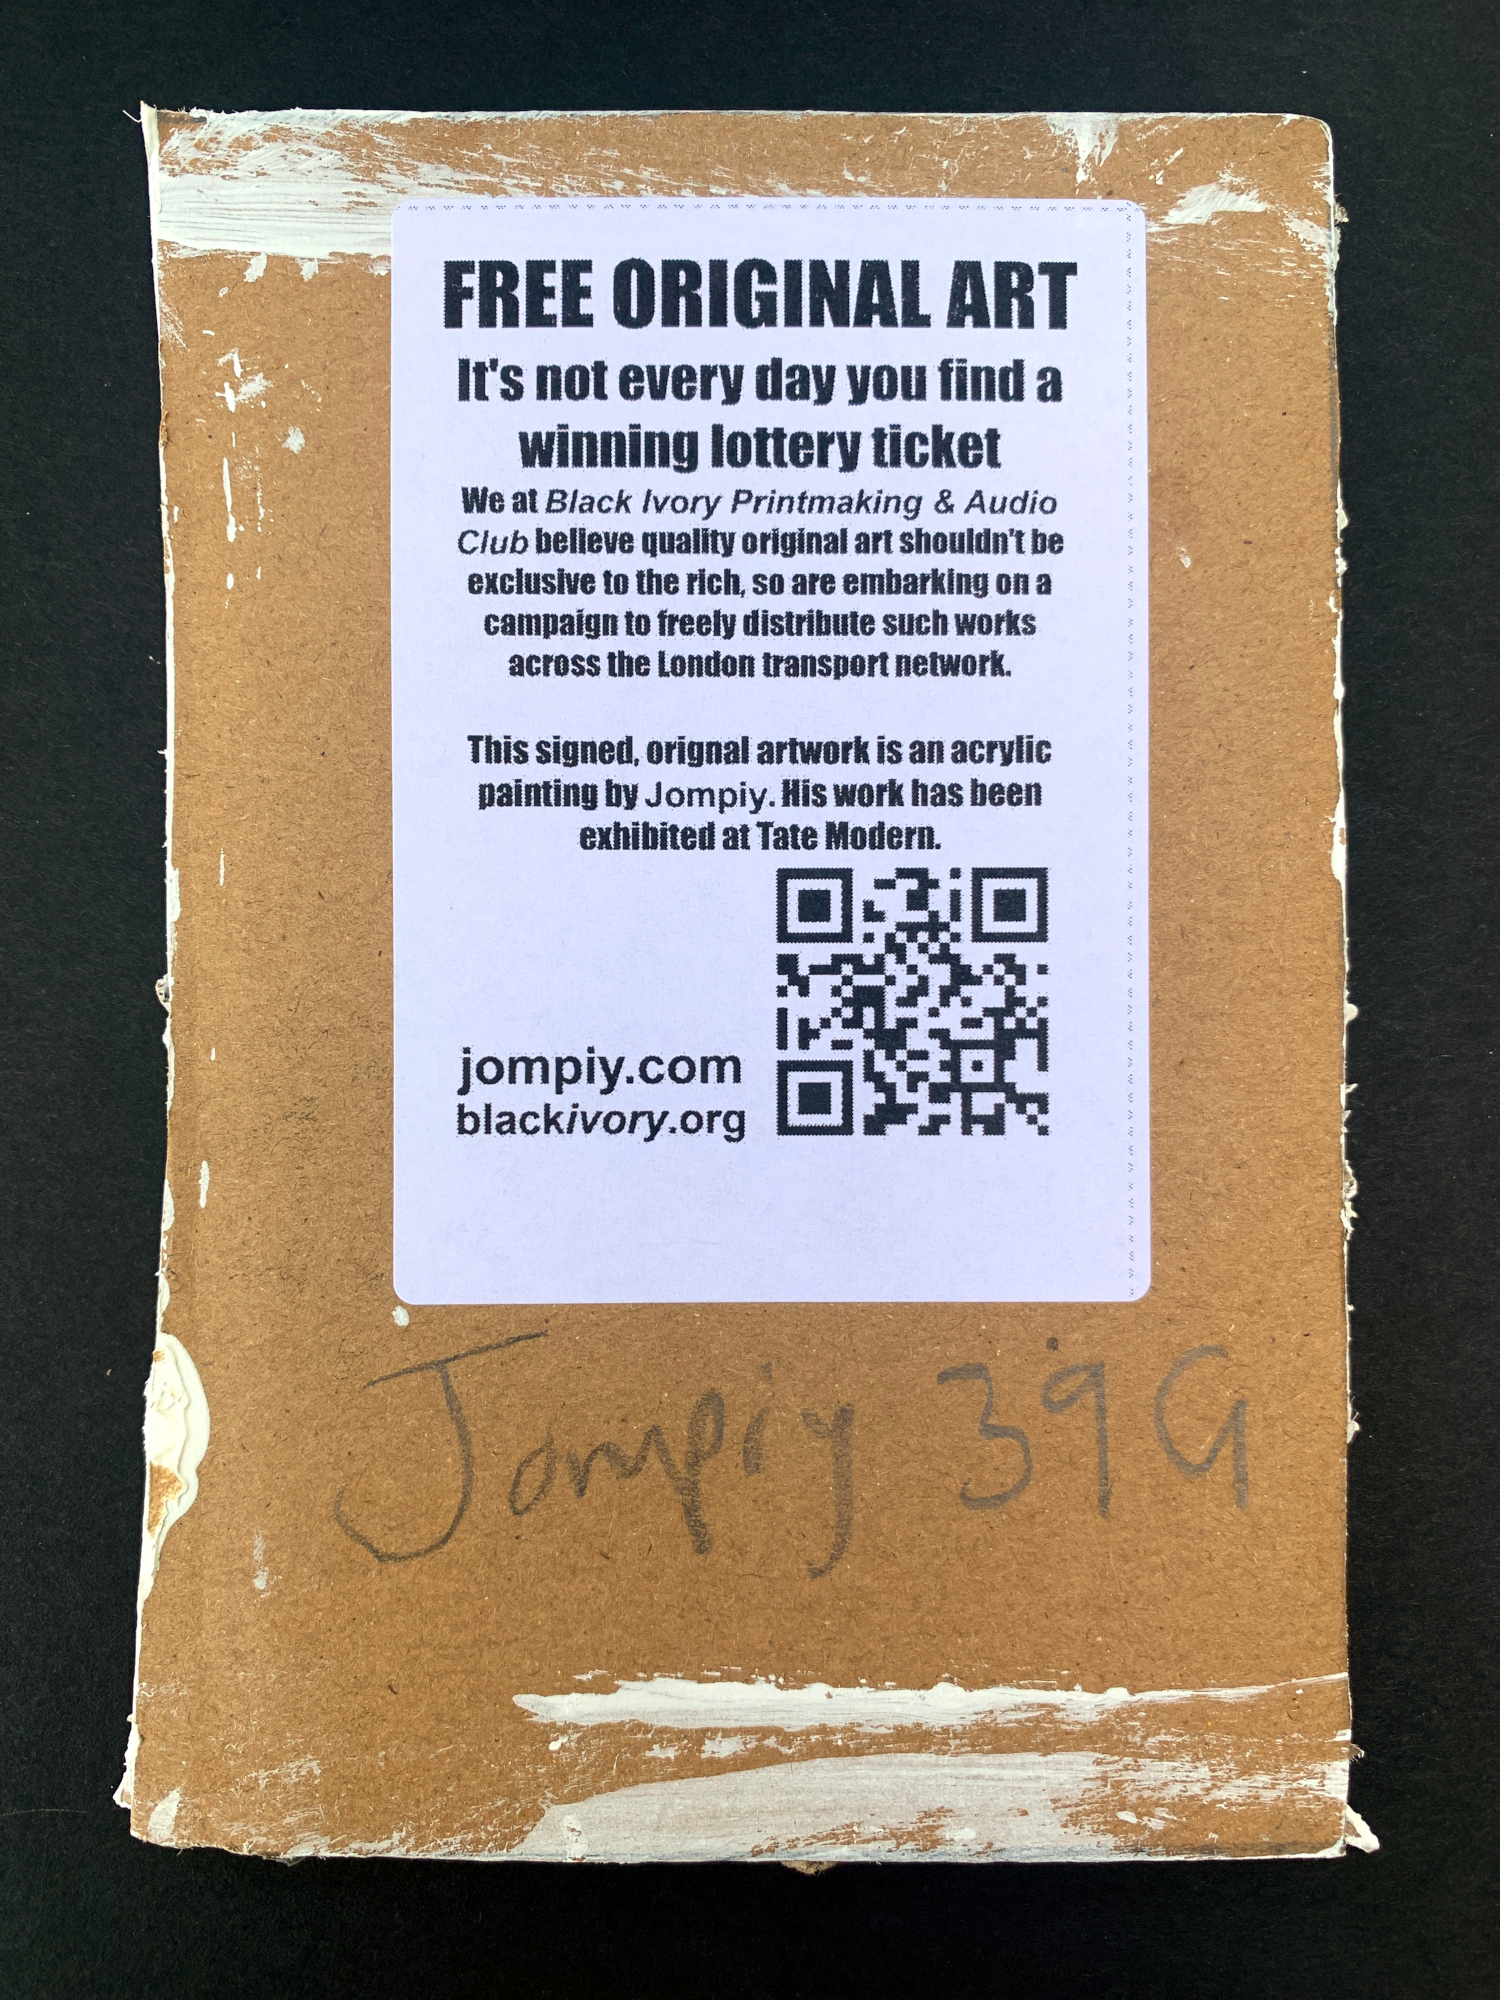 FREE ORIGINAL ART
It's not every day you find a
winning lottery ticket
We at Black Ivory Printmaking & Audio
Club believe quality original art shouldn't be
exclusive to the rich, so are embarking on a
campaign to freely distribute such works
across the London transport network.
This signed, orignal artwork is an acrylic
painting by Jompiy. His work has been
exhibited at Tate Modern.
jompiy.com
blackivory.org
Jompiy 39G